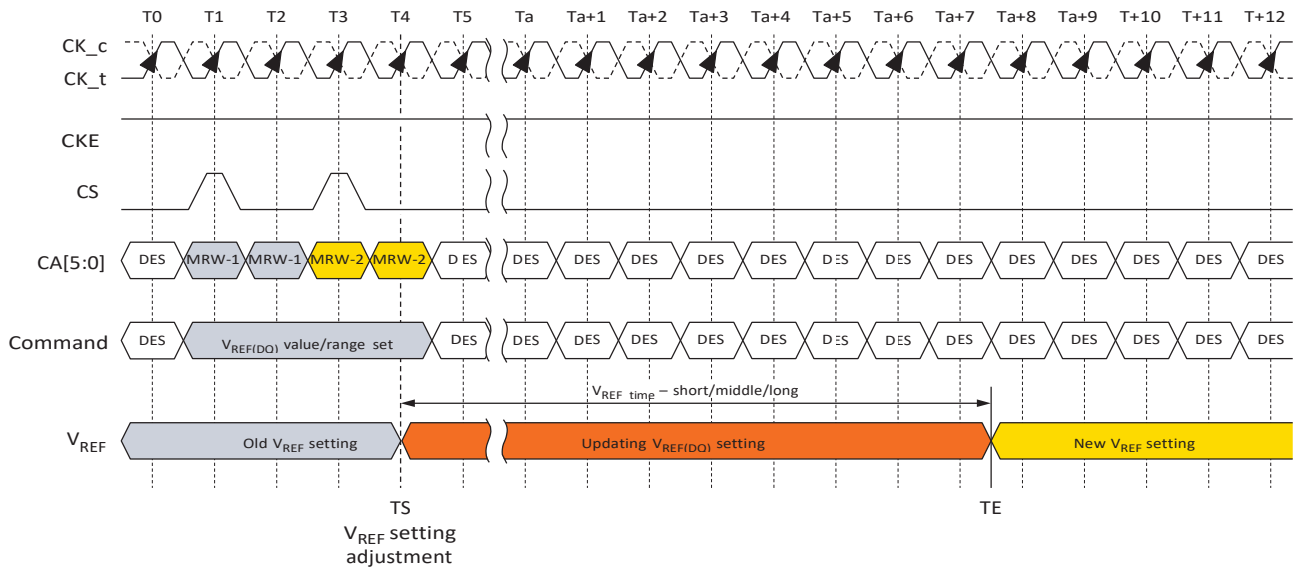 T0 T1 T2 T3 T4 T5 Ta Ta+1 Ta+2 Ta+3 Ta+4 Ta+5 Ta+6 Ta+7 Ta+8 Ta+9 T+10 T+11 T+12
CK_c
CK_t
CKE
CS
CA[5:0] DES MRW-1 MRW-1 MRW-2 MRW-2 DES DES DES DES DES DES DES DES DES DES DES DES DES DES
Command DES VREF(DQ) value/range set DES DES DES DES DES DES DES DES DES DES DES DES DES DES
VREF_time – short/middle/long
VREF Old VREF setting Updating VREF(DQ) setting New VREF setting
TS TE
VREF setting
adjustment